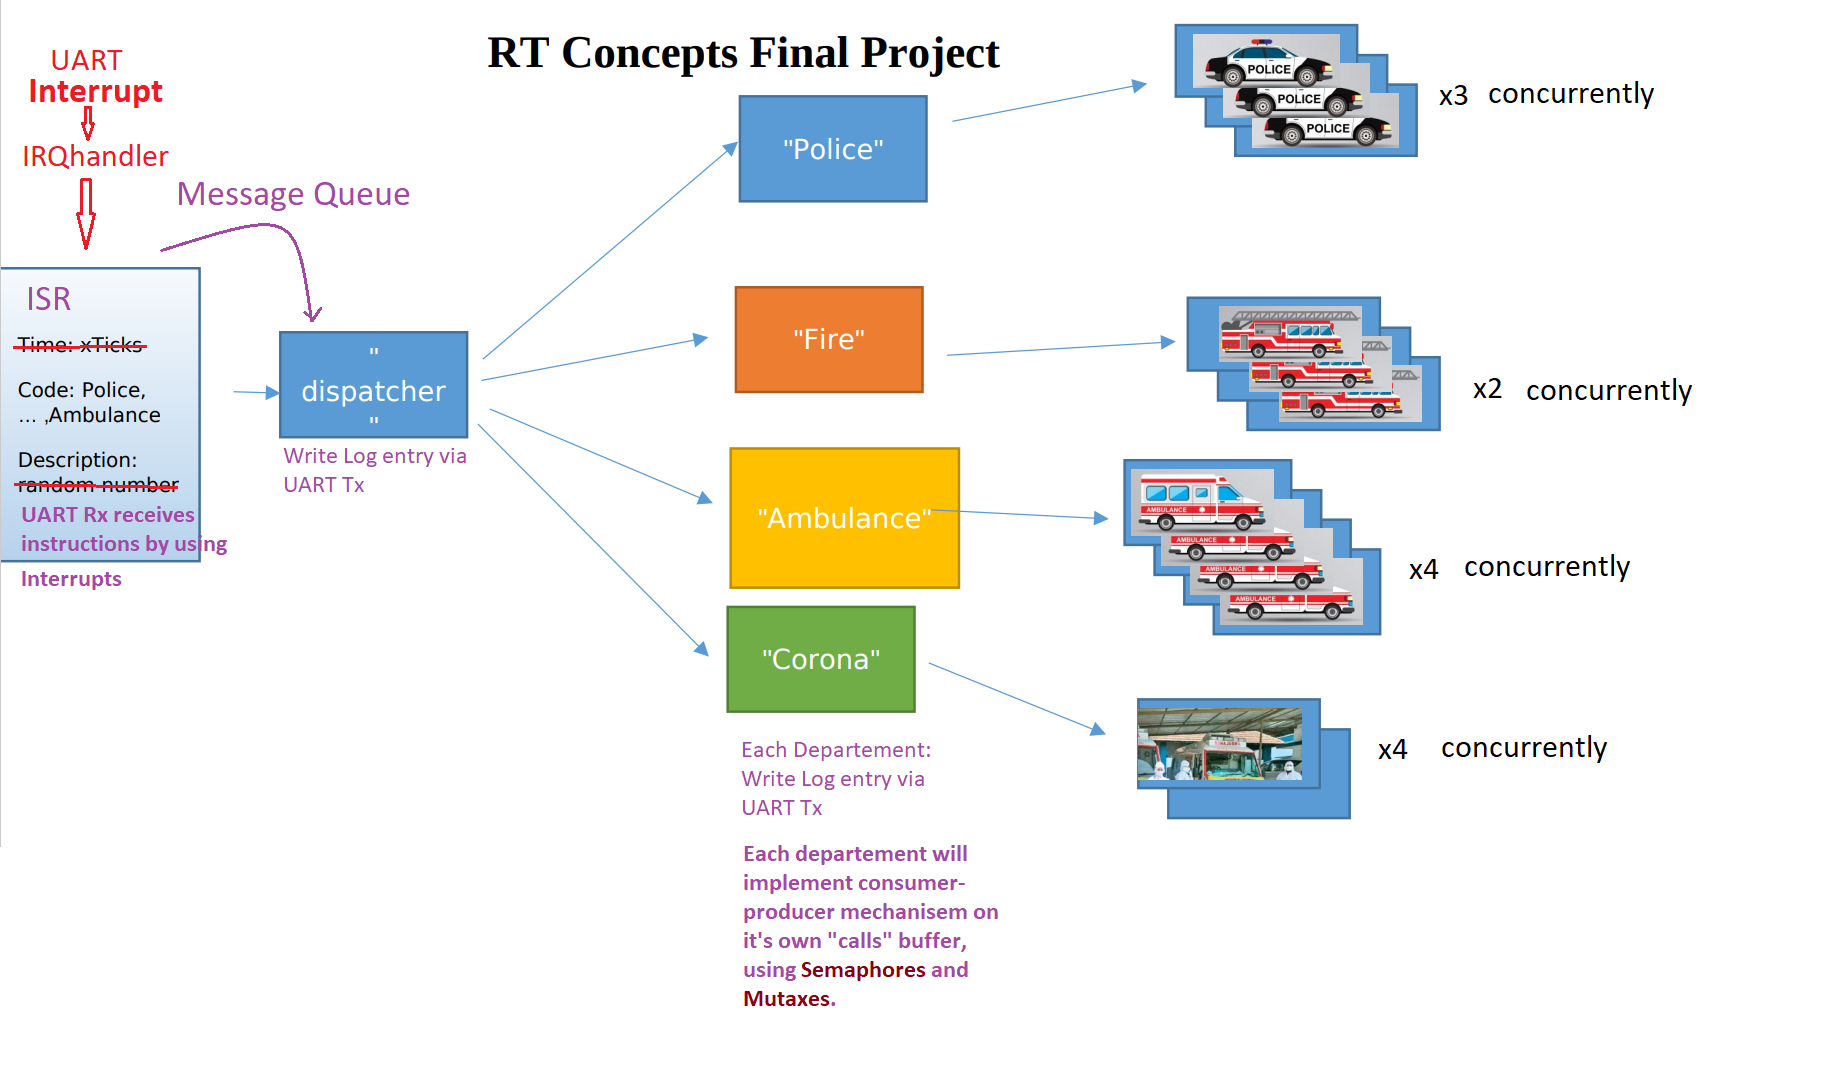 RT Concepts Final Project
UART
Interrupt
IRQhandler
Message Queue
ISR
Time: xTicks
Code: Police,
... ,Ambulance
Description:
random number
UART Rx receives
instructions by using
Interrupts
"
dispatcher
"
Write Log entry via
UART Tx
"Police"
"Fire"
"Ambulance"
"Corona"
Each Departement:
Write Log entry via
UART Tx
Each departement will
implement consumer-
producer mechanisem on
it's own "calls" buffer,
using Semaphores and
Mutaxes.
POLICE
POLICE
POLICE
x3 concurrently
x2 concurrently
AMBULANCE
AMBULANCE
AMBULANCE
AMBULANCE
x4 concurrently
x4 concurrently